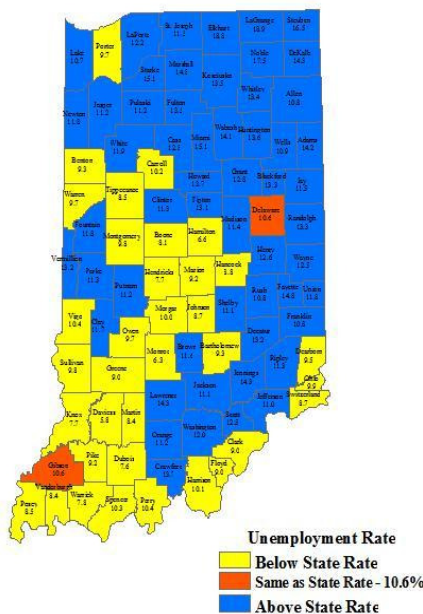 LaGrange
18.0
Steuben
16.5
St. Joseph
11.5
Elkhart
18.8
LaPorte
12.2
Porter
9.7
Lake
10.7
Noble
17.5
DeKalb
14.5
Marshall
14.5
Starke
13.1
Kosciusko
13.5
Whitley
13.4
Allen
10.8
Jasper
11.2
Pulaski
11.2
Fulton
13.1
Newton
11.8
Wabash
14.1
Huntington
13.6
Wells
10.9
Adams
14.2
White
11.9
Cass
12.5
Miami
15.1
Benton
9.3
Carroll
10.2
Grant
12.8
Blackford
13.3
Jay
11.3
Howard
Tippecanoe
8.5
Warren
9.7
Clinton
11.3
Tipton
13.1
Delaware
10.6
Randolph
13.3
Madison
11.4
Fountain
Hamilton
6.6
Montgomery
9.8
Boone
8.1
Henry
12.6
Wayne
12.5
Vermillion
Hancock
8.8
Parke
11.3
Hendricks
7.7
Marion
9.2
Putnam
11.2
Rush
10.8
Fayette
14.6
Union
11.8
Shelby
11.1
Morgan
10.0
Johnson
8.7
Vigo
10.4
Clay
11.7
Franklin
10.8
Owen
9.7
Decatur
13.2
Brown
11.1
Bartholomew
9.3
Monroe
6.3
Dearborn
9.5
Ripley
11.5
Sullivan
9.8
Greene
9.0
Jennings
14.3
Ohio
9.9
Jackson
11.1
Switzerland
8.7
Lawrence
14.3
Jefferson
11.0
Knox
7.7
Daviess
5.8
Martin
8.4
Scott
Washington
12.0
Orange
11.2
Clark
9.0
Gibson
10.6
Pike
9.2
Dubois
7.6
Floyd
9.0
Crawford
Harrison
10.1
Vanderburgh
8.4
Warrick
7.8
Perry
10.4
Spencer
10.3
Posey
8.5
Unemployment Rate
Below State Rate
Same as State Rate - 10.6%
Above State Rate